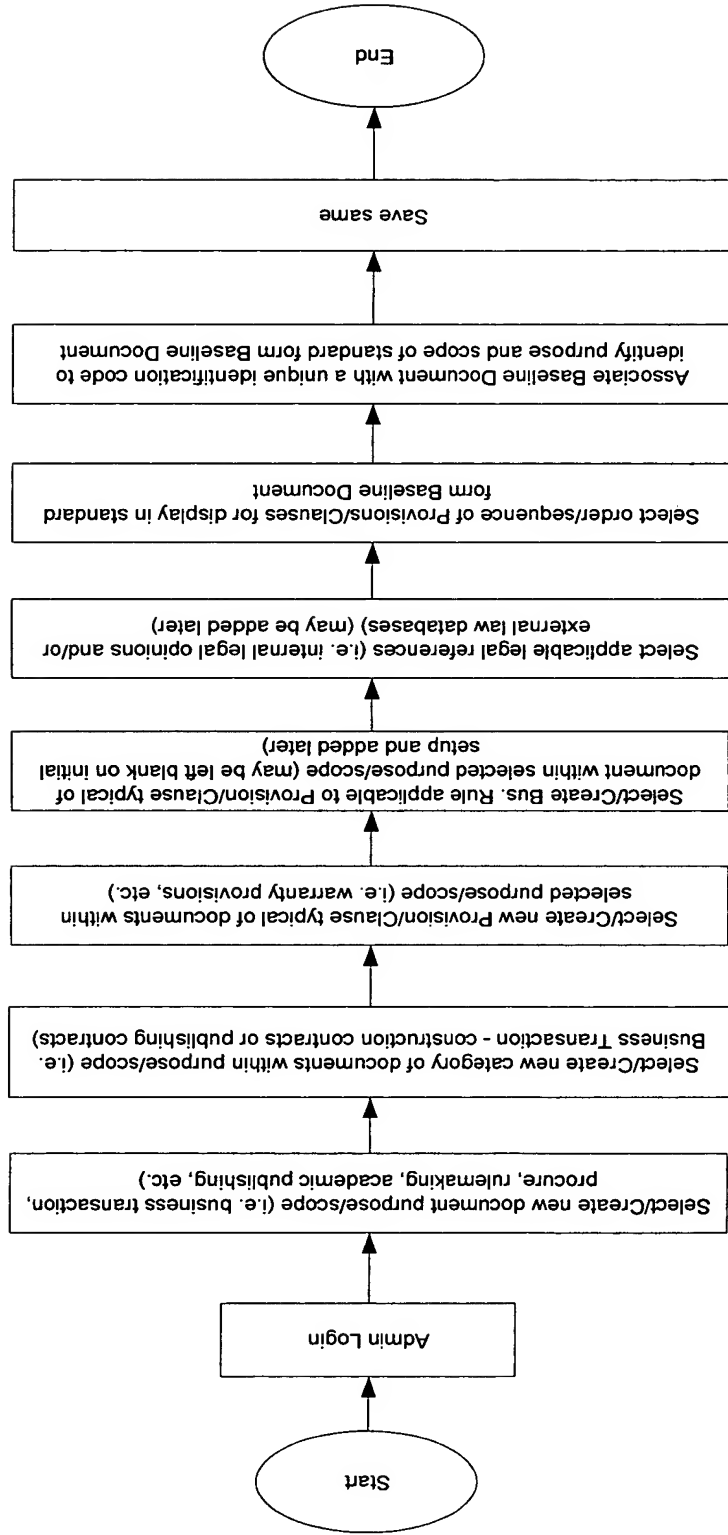 Start
Admin Login
Select/Create new document purpose/scope (i.e. business transaction,
procure, rulemaking, academic publishing, etc.)
Select/Create new category of documents within purpose/scope (i.e.
Business Transaction - construction contracts or publishing contracts)
Select/Create new Provision/Clause typical of documents within
selected purpose/scope (i.e. warranty provisions, etc.)
Select/Create Bus. Rule applicable to Provision/Clause typical of
document within selected purpose/scope (may be left blank on initial
setup and added later)
Select applicable legal references (i.e. internal legal opinions and/or
external law databases) (may be added later)
Select order/sequence of Provisions/Clauses for display in standard
form Baseline Document
Associate Baseline Document with a unique identification code to
identify purpose and scope of standard form Baseline Document
Save same
End